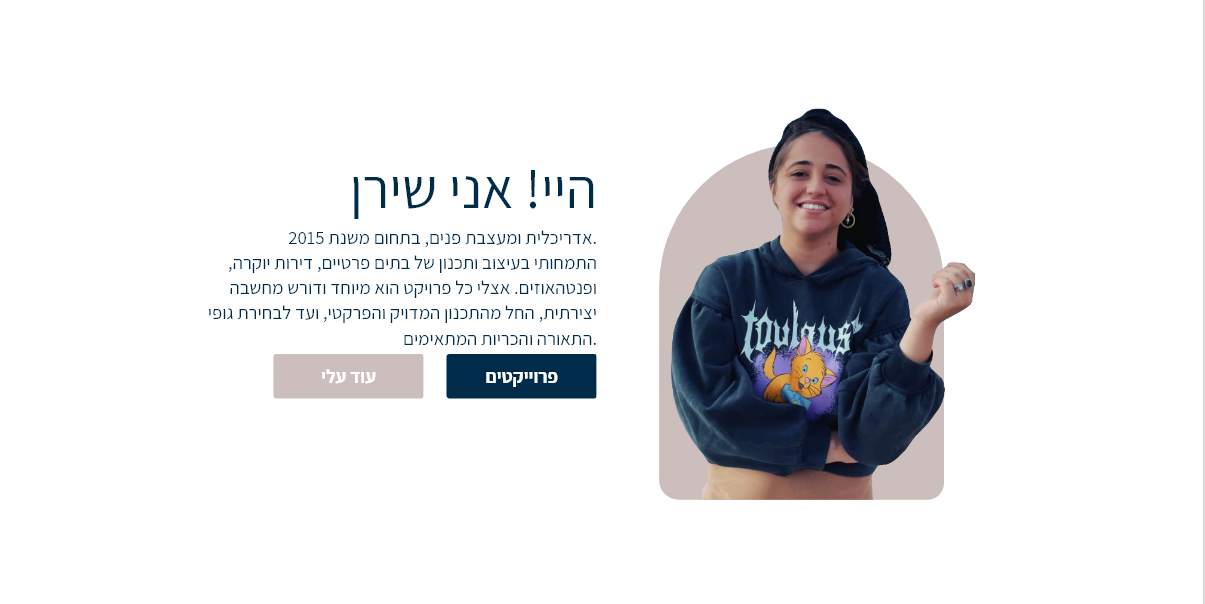 היי! אני שירן
.אדריכלית ומעצבת פנים, בתחום משנת 2015
התמחותי בעיצוב ותכנון של בתים פרטיים, דירות יוקרה,
ופנטהאוזים. אצלי כל פרויקט הוא מיוחד ודורש מחשבה
יצירתית, החל מהתכנון המדויק והפרקטי, ועד לבחירת גופי
.התאורה והכריות המתאימים
פרוייקטים
עוד עלי